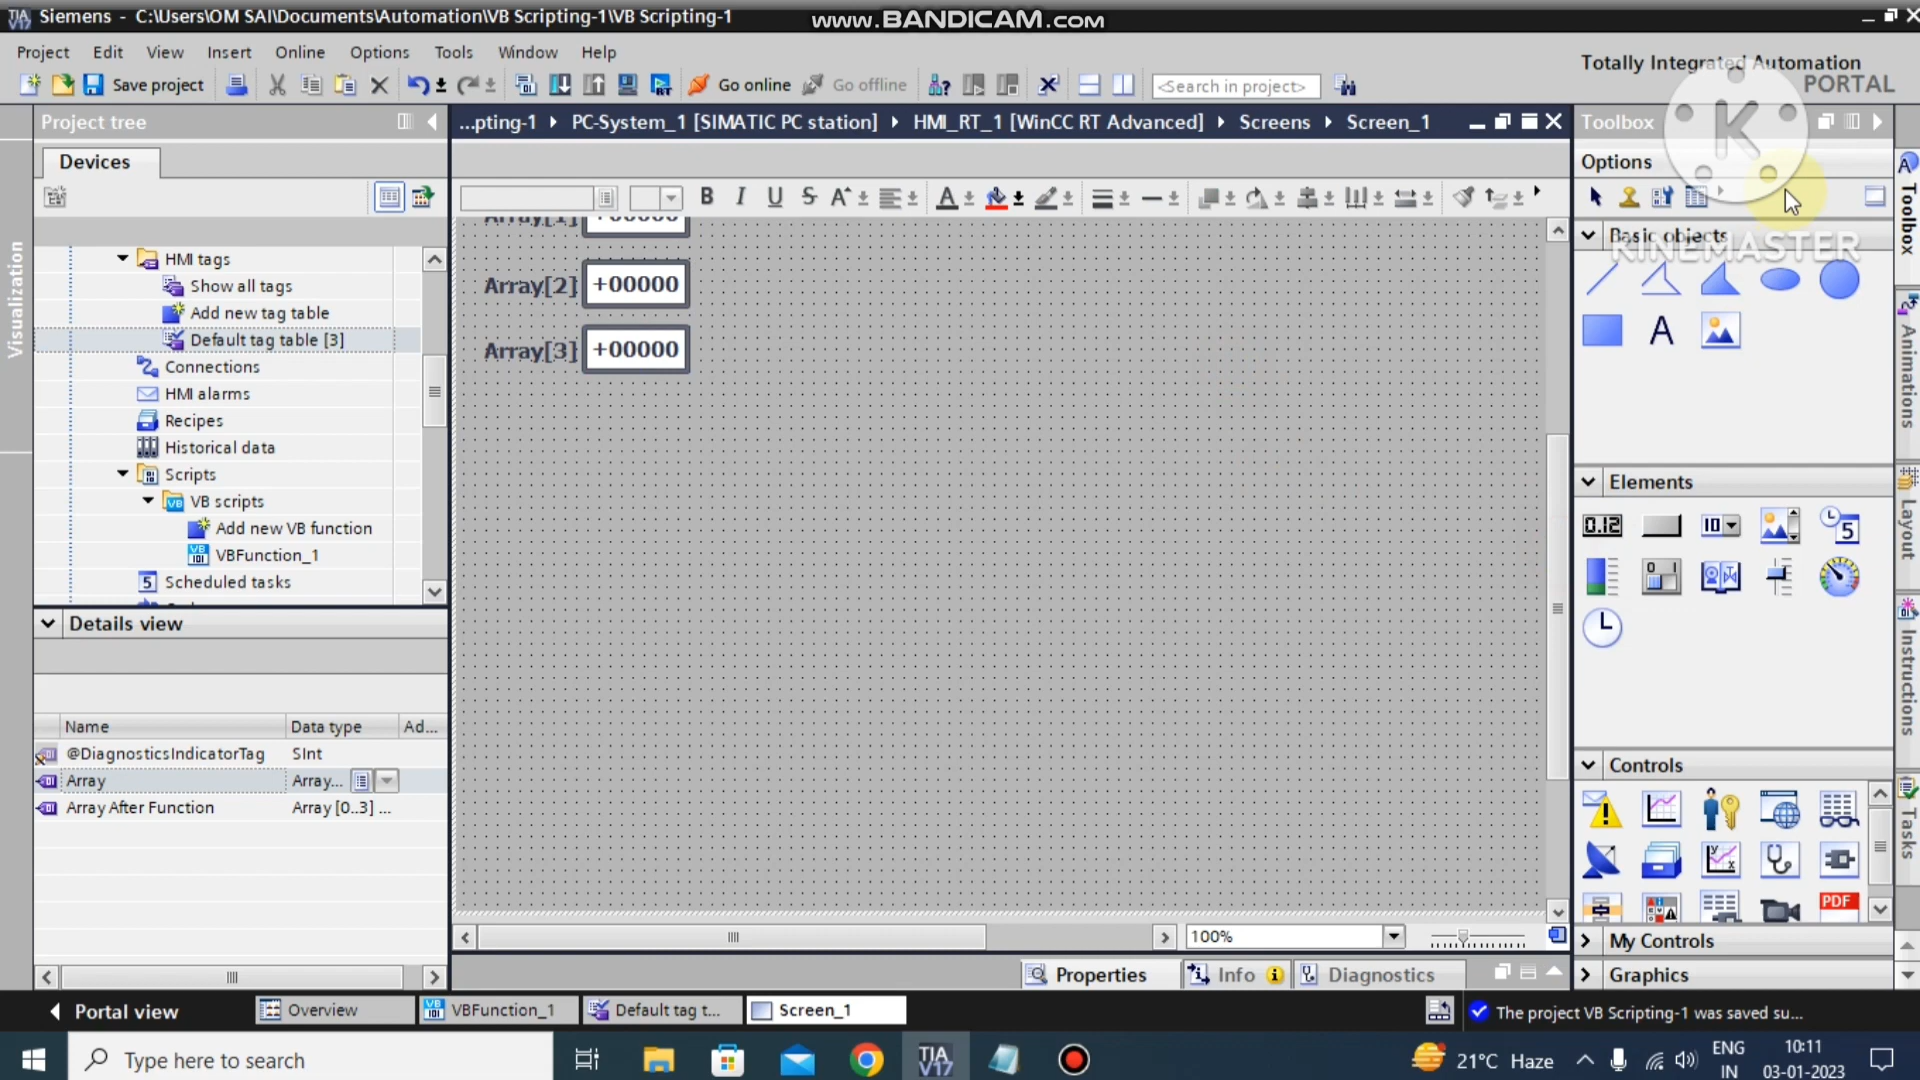 Siemens - C:\Users\OM SAI\Documents\Automation\VB Scripting-1\VB Scripting-1
www.BANDICAM.com
Project Edit View Insert Online Options Tools Window Help
Totally Integrated Automation
PORTAL
Save project
Go online
Go offline
<Search in project>
Project tree
...pting-1 PC-System_1 [SIMATIC PC station] HMI_RT_1 [WinCC RT Advanced] Screens Screen_1
Toolbox
Devices
Options
KINEMASTER
Basic objects
HMI tags
Show all tags
Add new tag table
Default tag table [3]
Connections
HMI alarms
Recipes
Historical data
Scripts
VB scripts
Add new VB function
VBFunction_1
Scheduled tasks
Array[1] +00000
Array[2] +00000
Array[3] +00000
Elements
Controls
My Controls
Graphics
Visualization
Toolbox
Animations
Layout
Instructions
Tasks
Details view
Name Data type Ad...
@DiagnosticsIndicatorTag SInt
Array Array...
Array After Function Array [0..3] ...
100%
Properties Info Diagnostics
Portal view Overview VBFunction_1 Default tag t... Screen_1
The project VB Scripting-1 was saved su...
Type here to search
21°C Haze
ENG
IN
10:11
03-01-2023